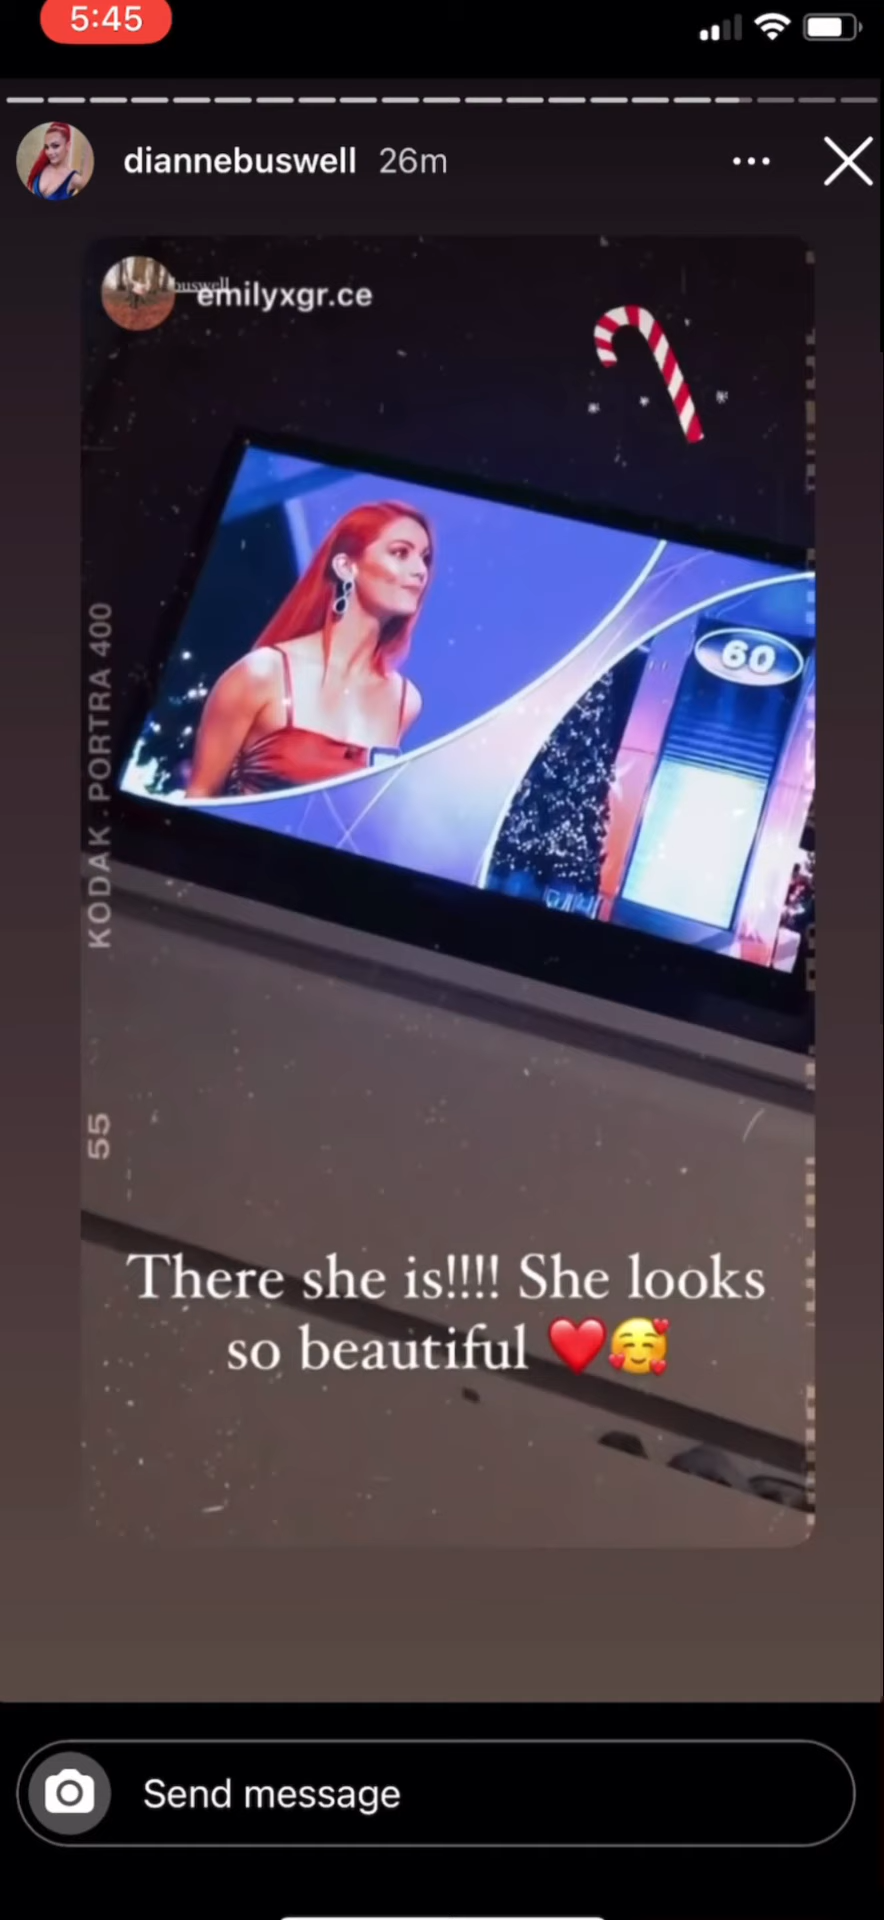 5:45
diannebuswell 26m
buswell
emilyxgr.ce
60
KODAK . PORTRA 400
55
There she is!!!! She looks
so beautiful ❤️🥰
Send message